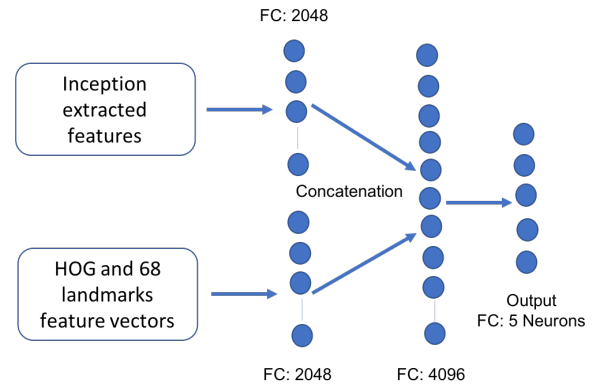 FC: 2048
Inception
extracted
features
Concatenation
HOG and 68
landmarks
feature vectors
Output
FC: 5 Neurons
FC: 2048
FC: 4096